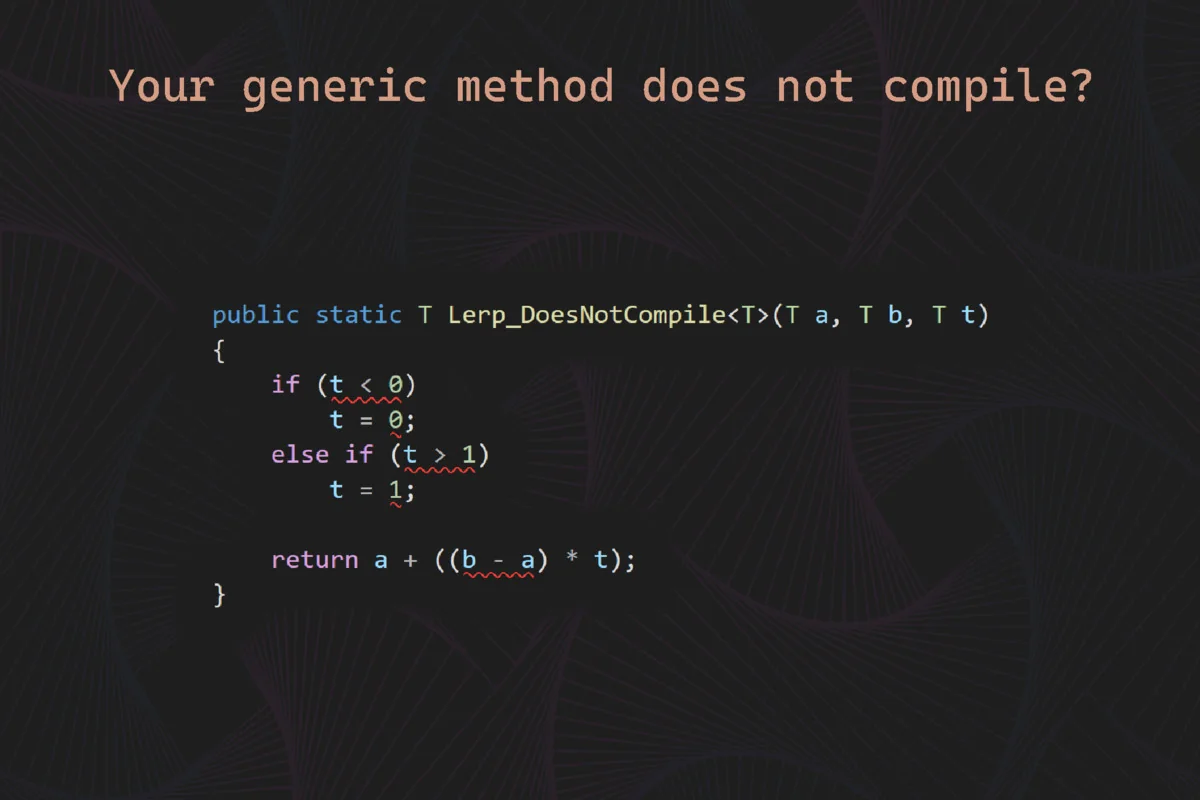 Your generic method does not compile?
public static T Lerp_DoesNotCompile<T>(T a, T b, T t)
{
    if (t < 0)
        t = 0;
    else if (t > 1)
        t = 1;

    return a + ((b - a) * t);
}